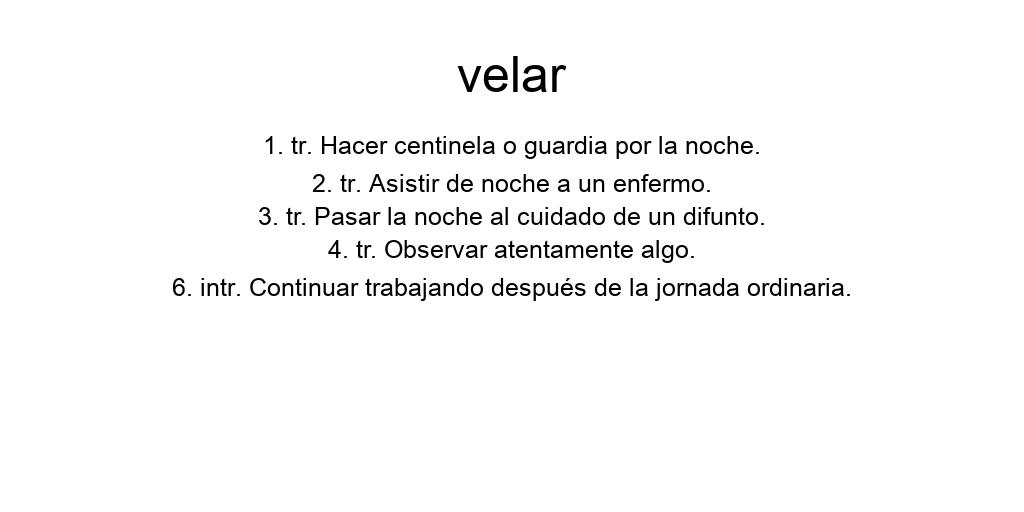 velar
1. tr. Hacer centinela o guardia por la noche.
2. tr. Asistir de noche a un enfermo.
3. tr. Pasar la noche al cuidado de un difunto.
4. tr. Observar atentamente algo.
6. intr. Continuar trabajando después de la jornada ordinaria.